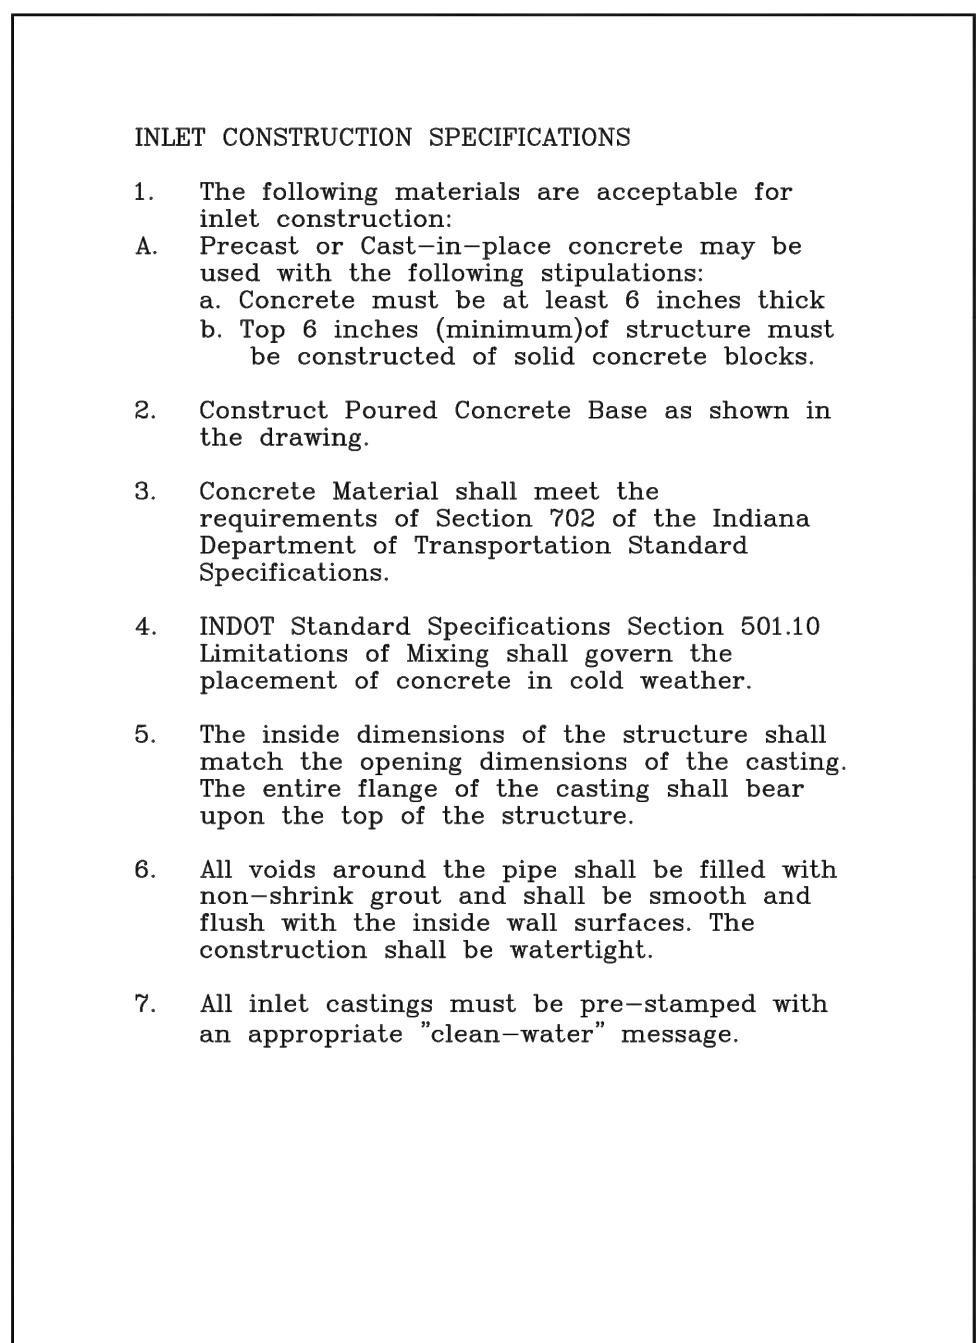 INLET CONSTRUCTION SPECIFICATIONS
1. The following materials are acceptable for
inlet construction:
A. Precast or Cast-in-place concrete may be
used with the following stipulations:
a. Concrete must be at least 6 inches thick
b. Top 6 inches (minimum)of structure must
be constructed of solid concrete blocks.
2. Construct Poured Concrete Base as shown in
the drawing.
3. Concrete Material shall meet the
requirements of Section 702 of the Indiana
Department of Transportation Standard
Specifications.
4. INDOT Standard Specifications Section 501.10
Limitations of Mixing shall govern the
placement of concrete in cold weather.
5. The inside dimensions of the structure shall
match the opening dimensions of the casting.
The entire flange of the casting shall bear
upon the top of the structure.
6. All voids around the pipe shall be filled with
non-shrink grout and shall be smooth and
flush with the inside wall surfaces. The
construction shall be watertight.
7. All inlet castings must be pre-stamped with
an appropriate "clean-water" message.